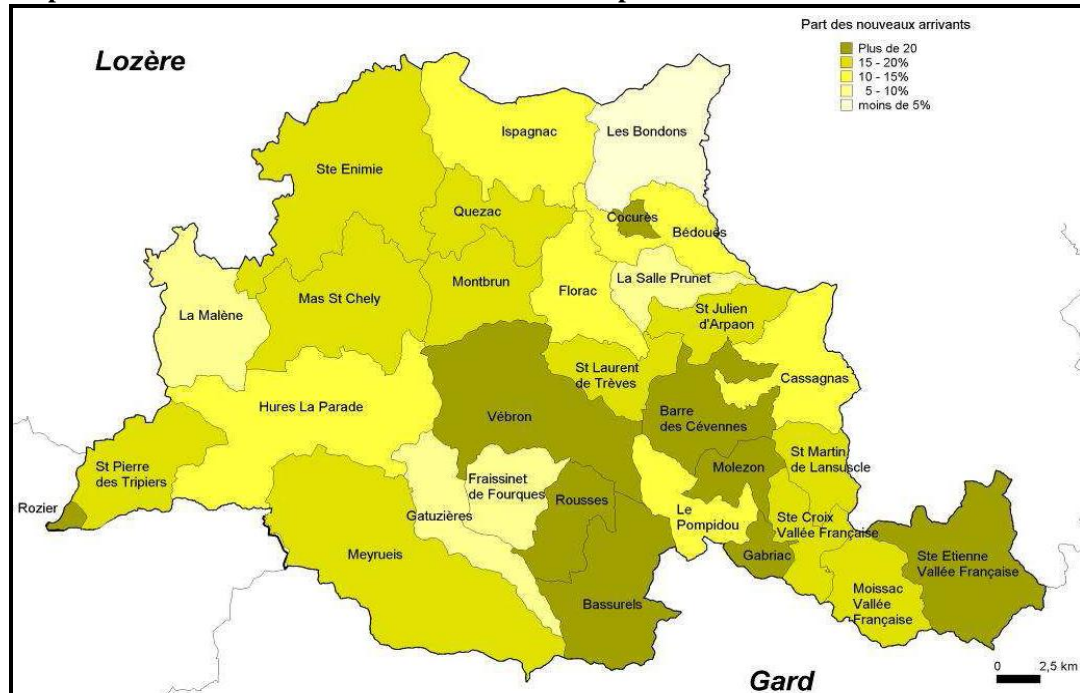 Part des nouveaux arrivants
Plus de 20
15 - 20%
10 - 15%
5 - 10%
moins de 5%
Lozère
Ispagnac
Les Bondons
Ste Enimie
Quezac
Cocurès
Bédoués
La Salle Prunet
Montbrun
Florac
Mas St Chely
La Malène
St Julien
d'Arpaon
St Laurent
de Trèves
Cassagnas
Hures La Parade
Vébron
Barre
des Cévennes
St Martin
de Lansuscle
Molezon
St Pierre
des Tripiers
Fraissinet
de Fourques
Rousses
Rozier
Gatuzières
Le
Pompidou
Ste Croix
Vallée Française
Meyrueis
Gabriac
Ste Etienne
Vallée Française
Bassurels
Moissac
Vallée
Française
Gard
0 2,5 km